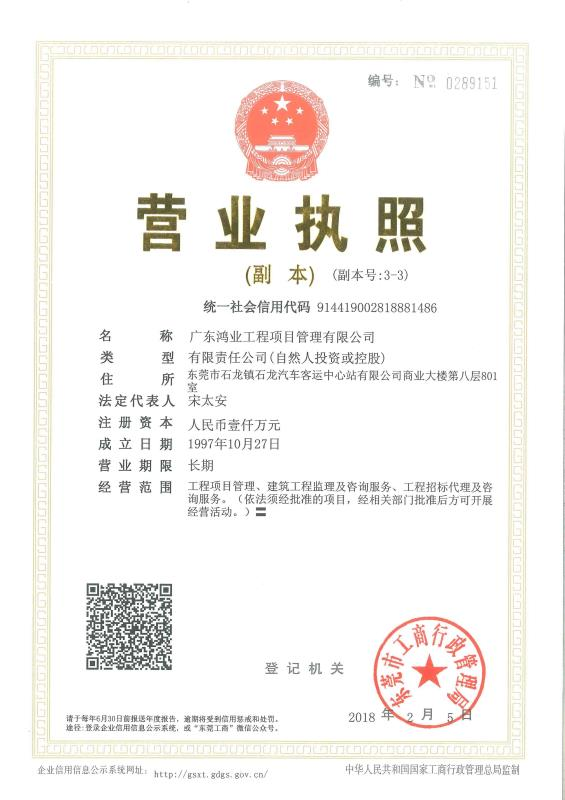 编号： № 0289151
营业执照
(副 本) (副本号:3-3)
统一社会信用代码 914419002818881486
名 称 广东鸿业工程项目管理有限公司
类 型 有限责任公司(自然人投资或控股)
住 所 东莞市石龙镇石龙汽车客运中心站有限公司商业大楼第八层801
室
法定代表人 宋太安
注册资本 人民币壹仟万元
成立日期 1997年10月27日
营业期限 长期
经营范围 工程项目管理、建筑工程监理及咨询服务、工程招标代理及咨
询服务。（依法须经批准的项目，经相关部门批准后方可开展
经营活动。）〓
登记机关
东莞市工商行政管理局
2018 年 2 月 5 日
请于每年6月30日前报送年度报告，逾期将受到信用惩戒和处罚。
途径:登录企业信用信息公示系统，或“东莞工商”微信公众号。
企业信用信息公示系统网址： http://gsxt.gdgs.gov.cn/
中华人民共和国国家工商行政管理总局监制